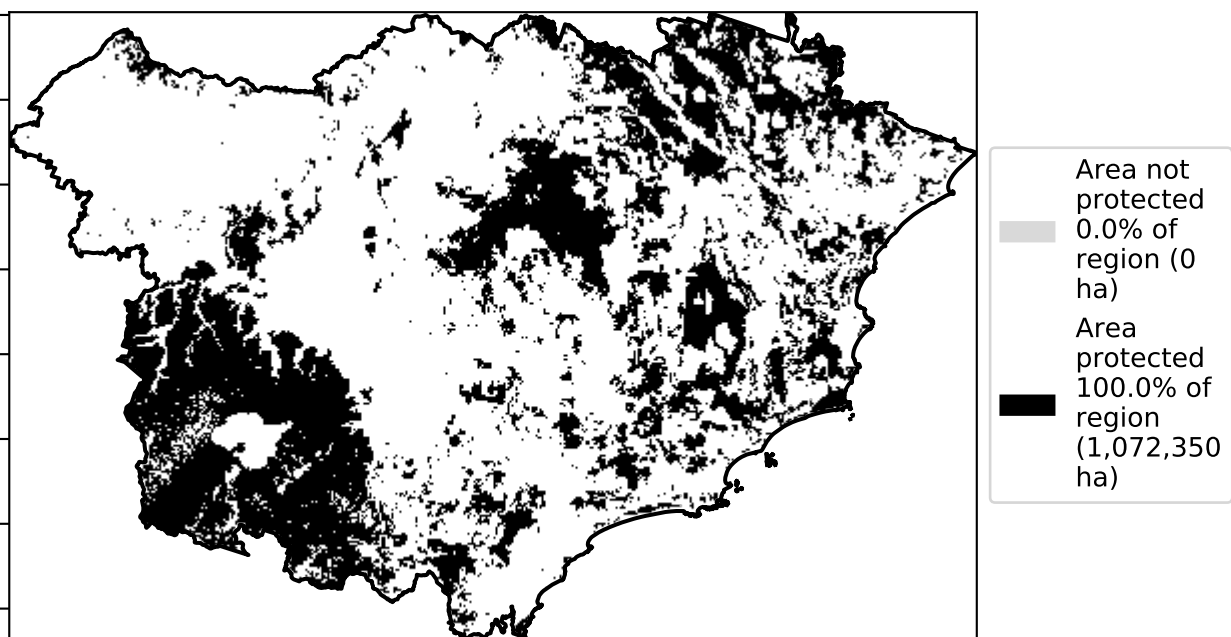 Area not
protected
0.0% of
region (0
ha)
Area
protected
100.0% of
region
(1,072,350
ha)